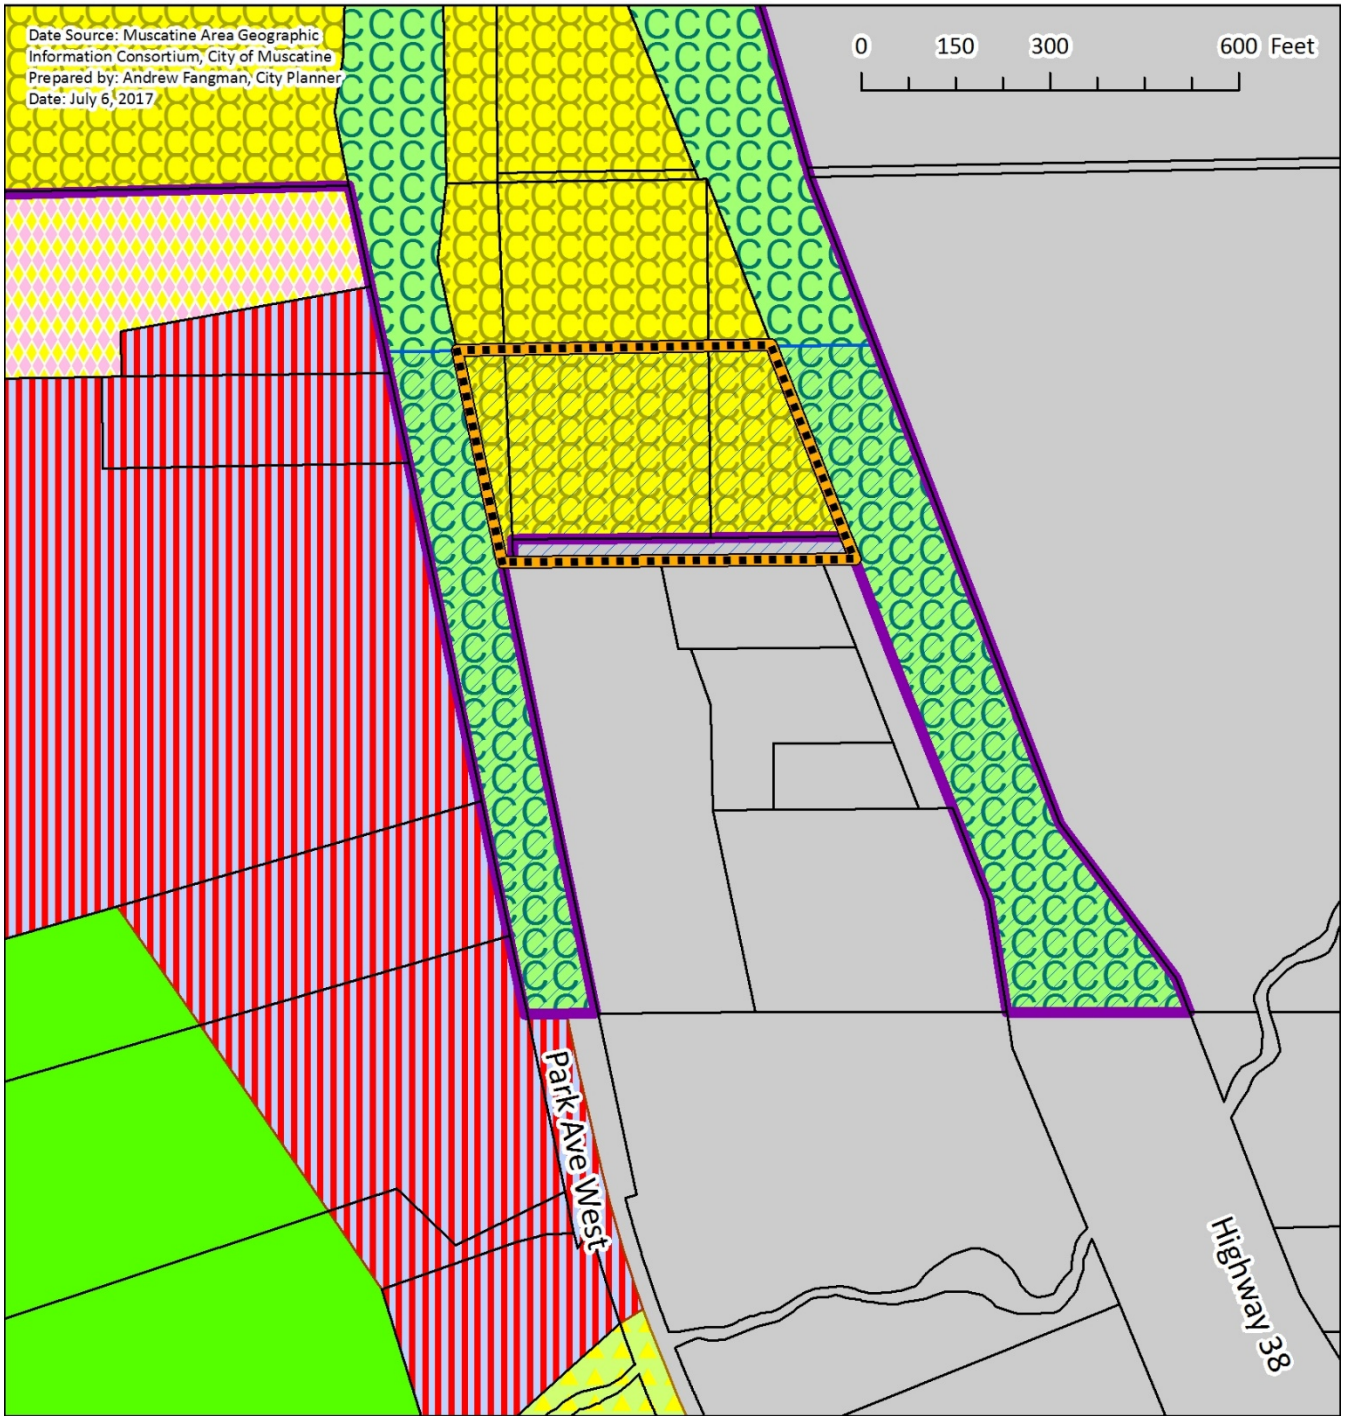 Date Source: Muscatine Area Geographic
Information Consortium, City of Muscatine
Prepared by: Andrew Fangman, City Planner
Date: July 6, 2017
0 150 300 600 Feet
Park Ave West
Highway 38